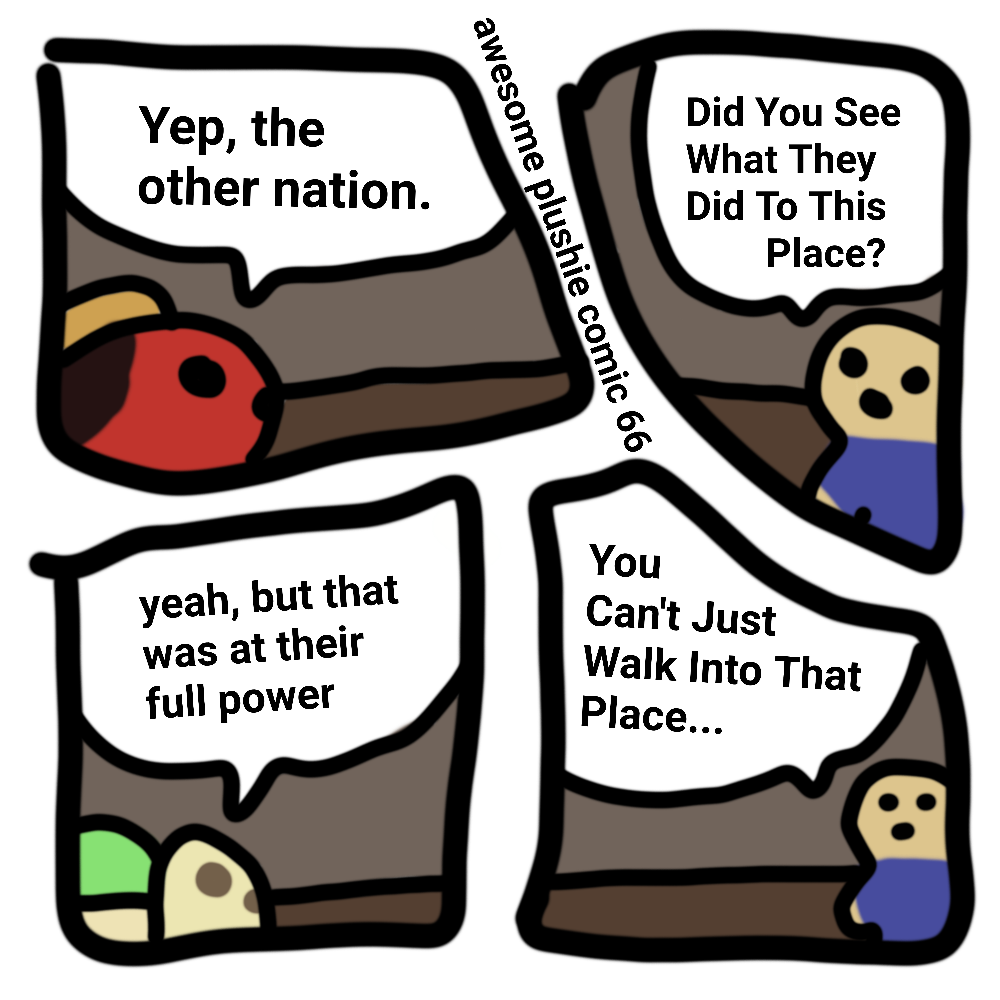 Yep, the
other nation.
awesome plushie comic 66
Did You See
What They
Did To This
Place?
yeah, but that
was at their
full power
You
Can't Just
Walk Into That
Place...